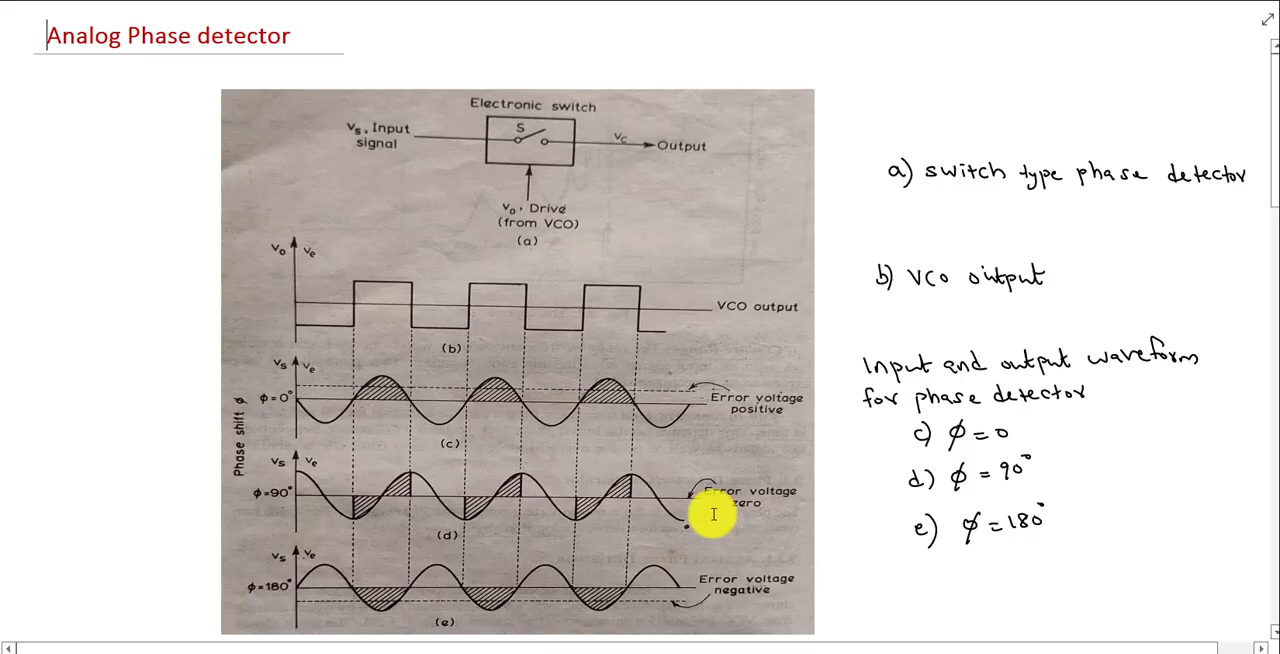 Analog Phase detector
Electronic switch
vs, Input
signal
S
vc
Output
vo, Drive
(from VCO)
(a)
vo
ve
VCO output
(b)
vs
ve
ϕ=0°
Error voltage
positive
(c)
Phase shift ϕ
vs
ve
ϕ=90°
Error voltage
zero
(d)
vs
ve
ϕ=180°
Error voltage
negative
(e)
a) switch type phase detector
b) VCO output
Input and output waveform
for phase detector
c) ϕ = 0
d) ϕ = 90°
e) ϕ = 180°